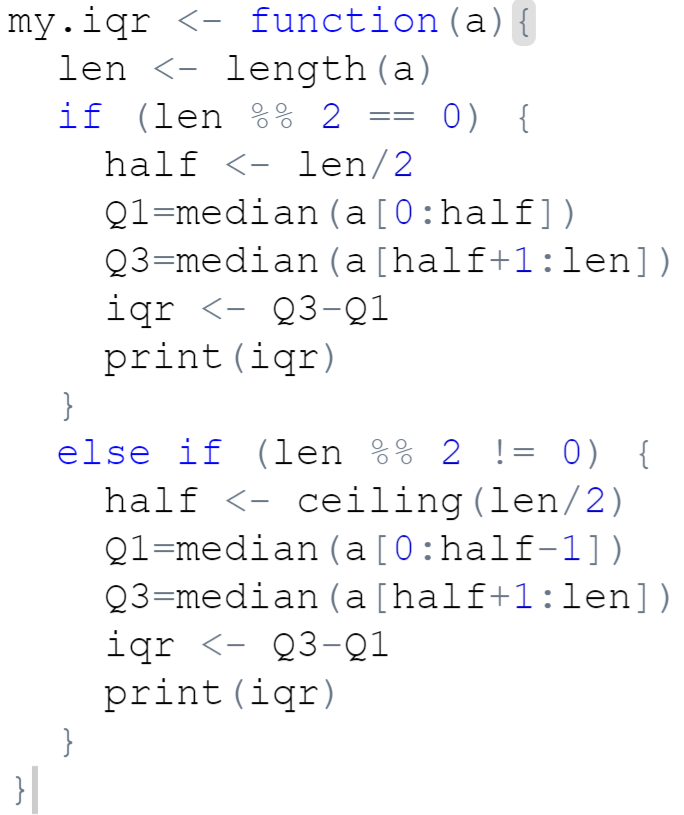 my.iqr <- function(a){
  len <- length(a)
  if (len %% 2 == 0) {
    half <- len/2
    Q1=median(a[0:half])
    Q3=median(a[half+1:len])
    iqr <- Q3-Q1
    print(iqr)
  }
  else if (len %% 2 != 0) {
    half <- ceiling(len/2)
    Q1=median(a[0:half-1])
    Q3=median(a[half+1:len])
    iqr <- Q3-Q1
    print(iqr)
  }
}